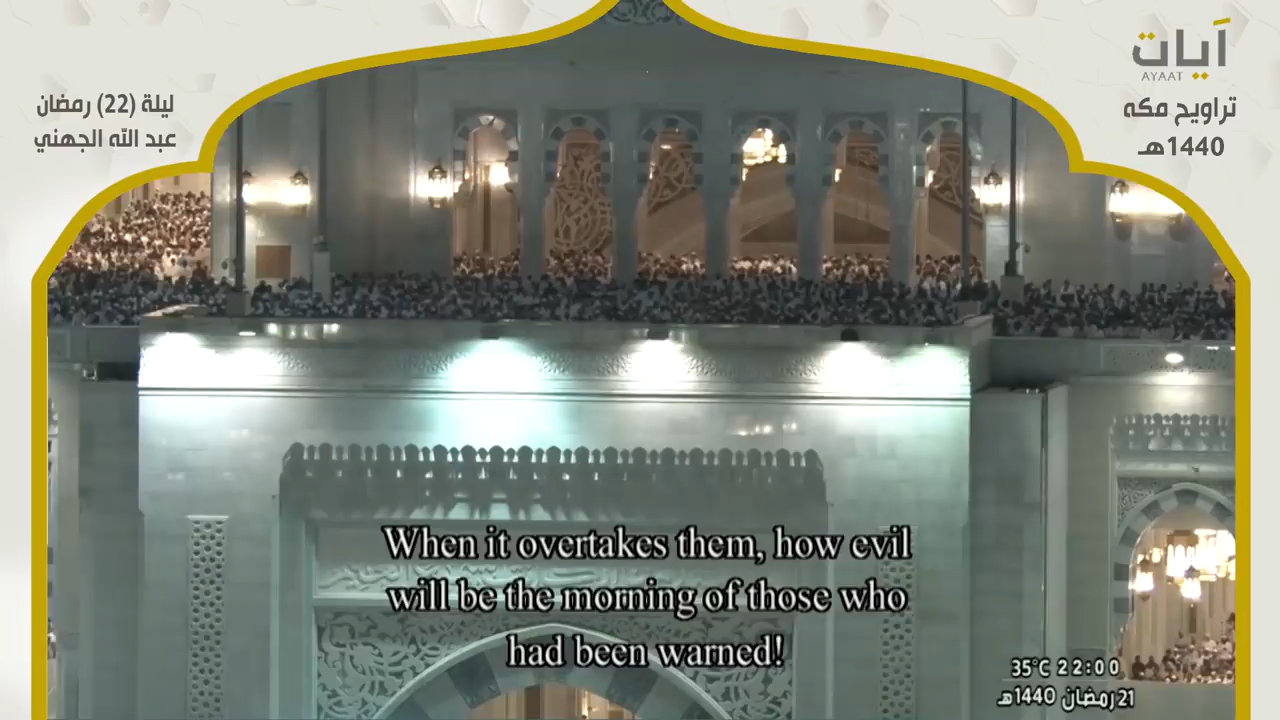 آيات
AYAAT
تراويح مكه
1440هـ
ليلة (22) رمضان
عبد الله الجهني
When it overtakes them, how evil
will be the morning of those who
had been warned!
35°C 22:00
21 رمضان 1440هـ